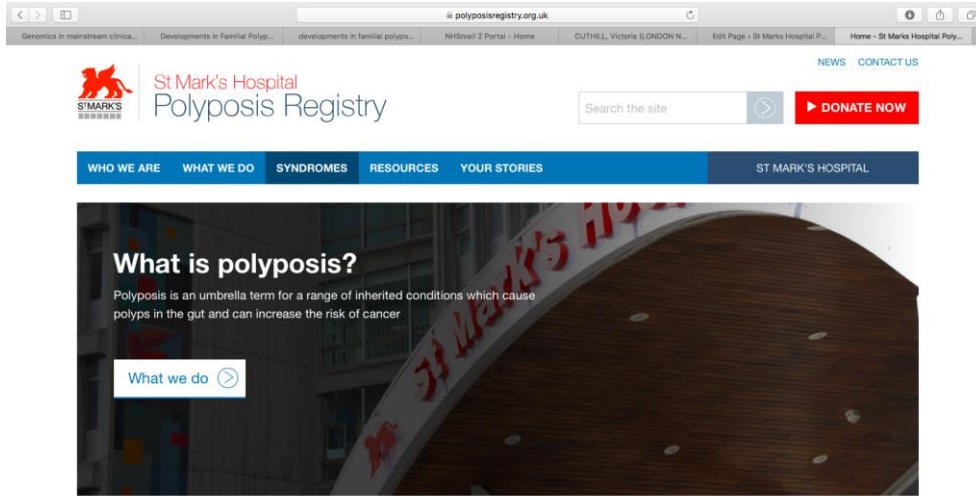 polyposisregistry.org.uk
Genomics in mainstream clinica...
Developments in Familial Polyp...
developments in familial polypo...
NHSmail 2 Portal - Home
CUTHILL, Victoria (LONDON N...
Edit Page ‹ St Marks Hospital P...
Home - St Marks Hospital Poly...
NEWS CONTACT US
ST MARK'S
St Mark's Hospital
Polyposis Registry
Search the site
DONATE NOW
WHO WE ARE WHAT WE DO SYNDROMES RESOURCES YOUR STORIES ST MARK'S HOSPITAL
St Mark's Ho
What is polyposis?
Polyposis is an umbrella term for a range of inherited conditions which cause
polyps in the gut and can increase the risk of cancer
What we do